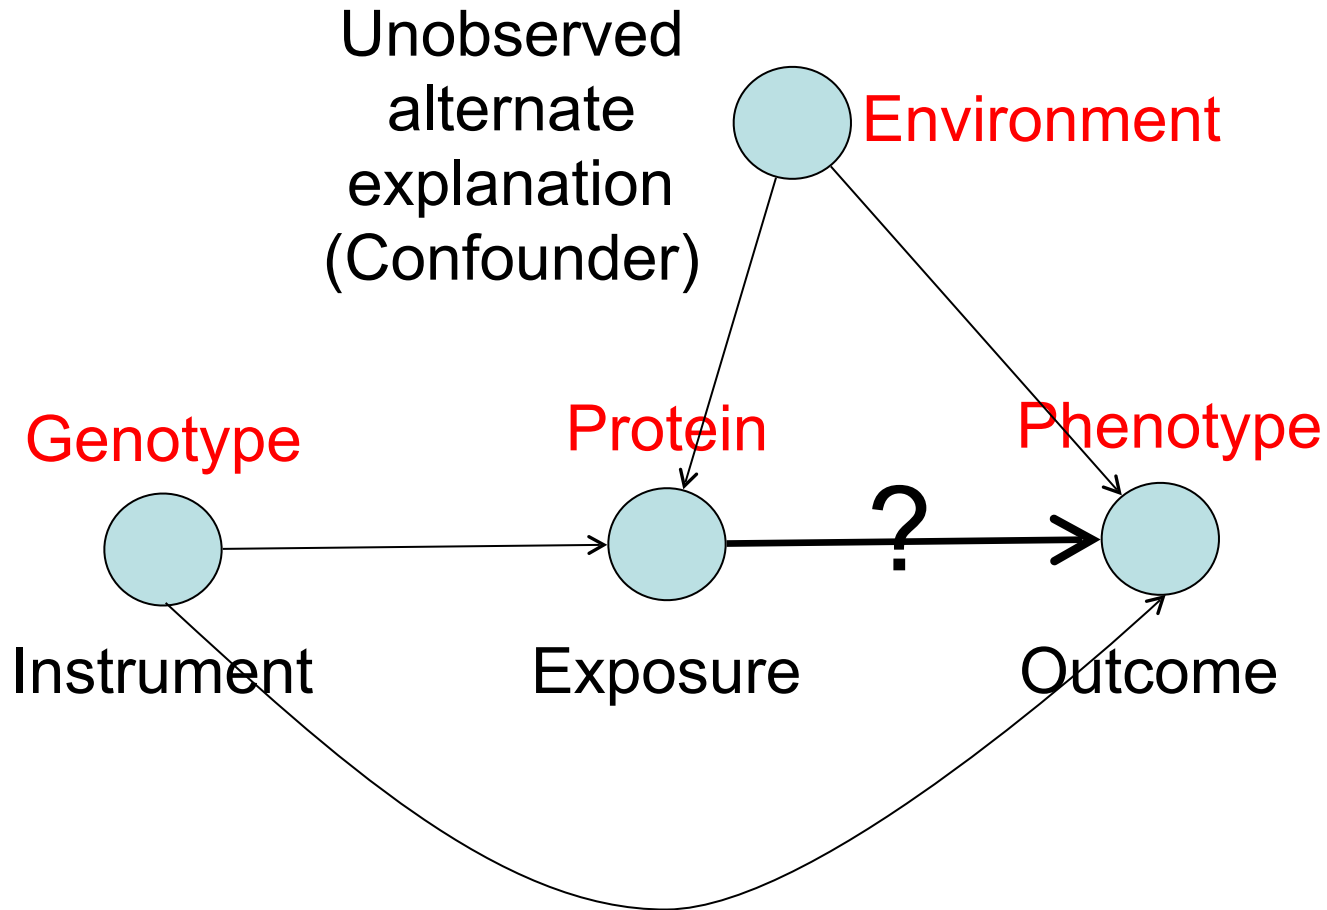 Unobserved
alternate
explanation
(Confounder)
Environment
Genotype
Protein
Phenotype
?
Instrument
Exposure
Outcome